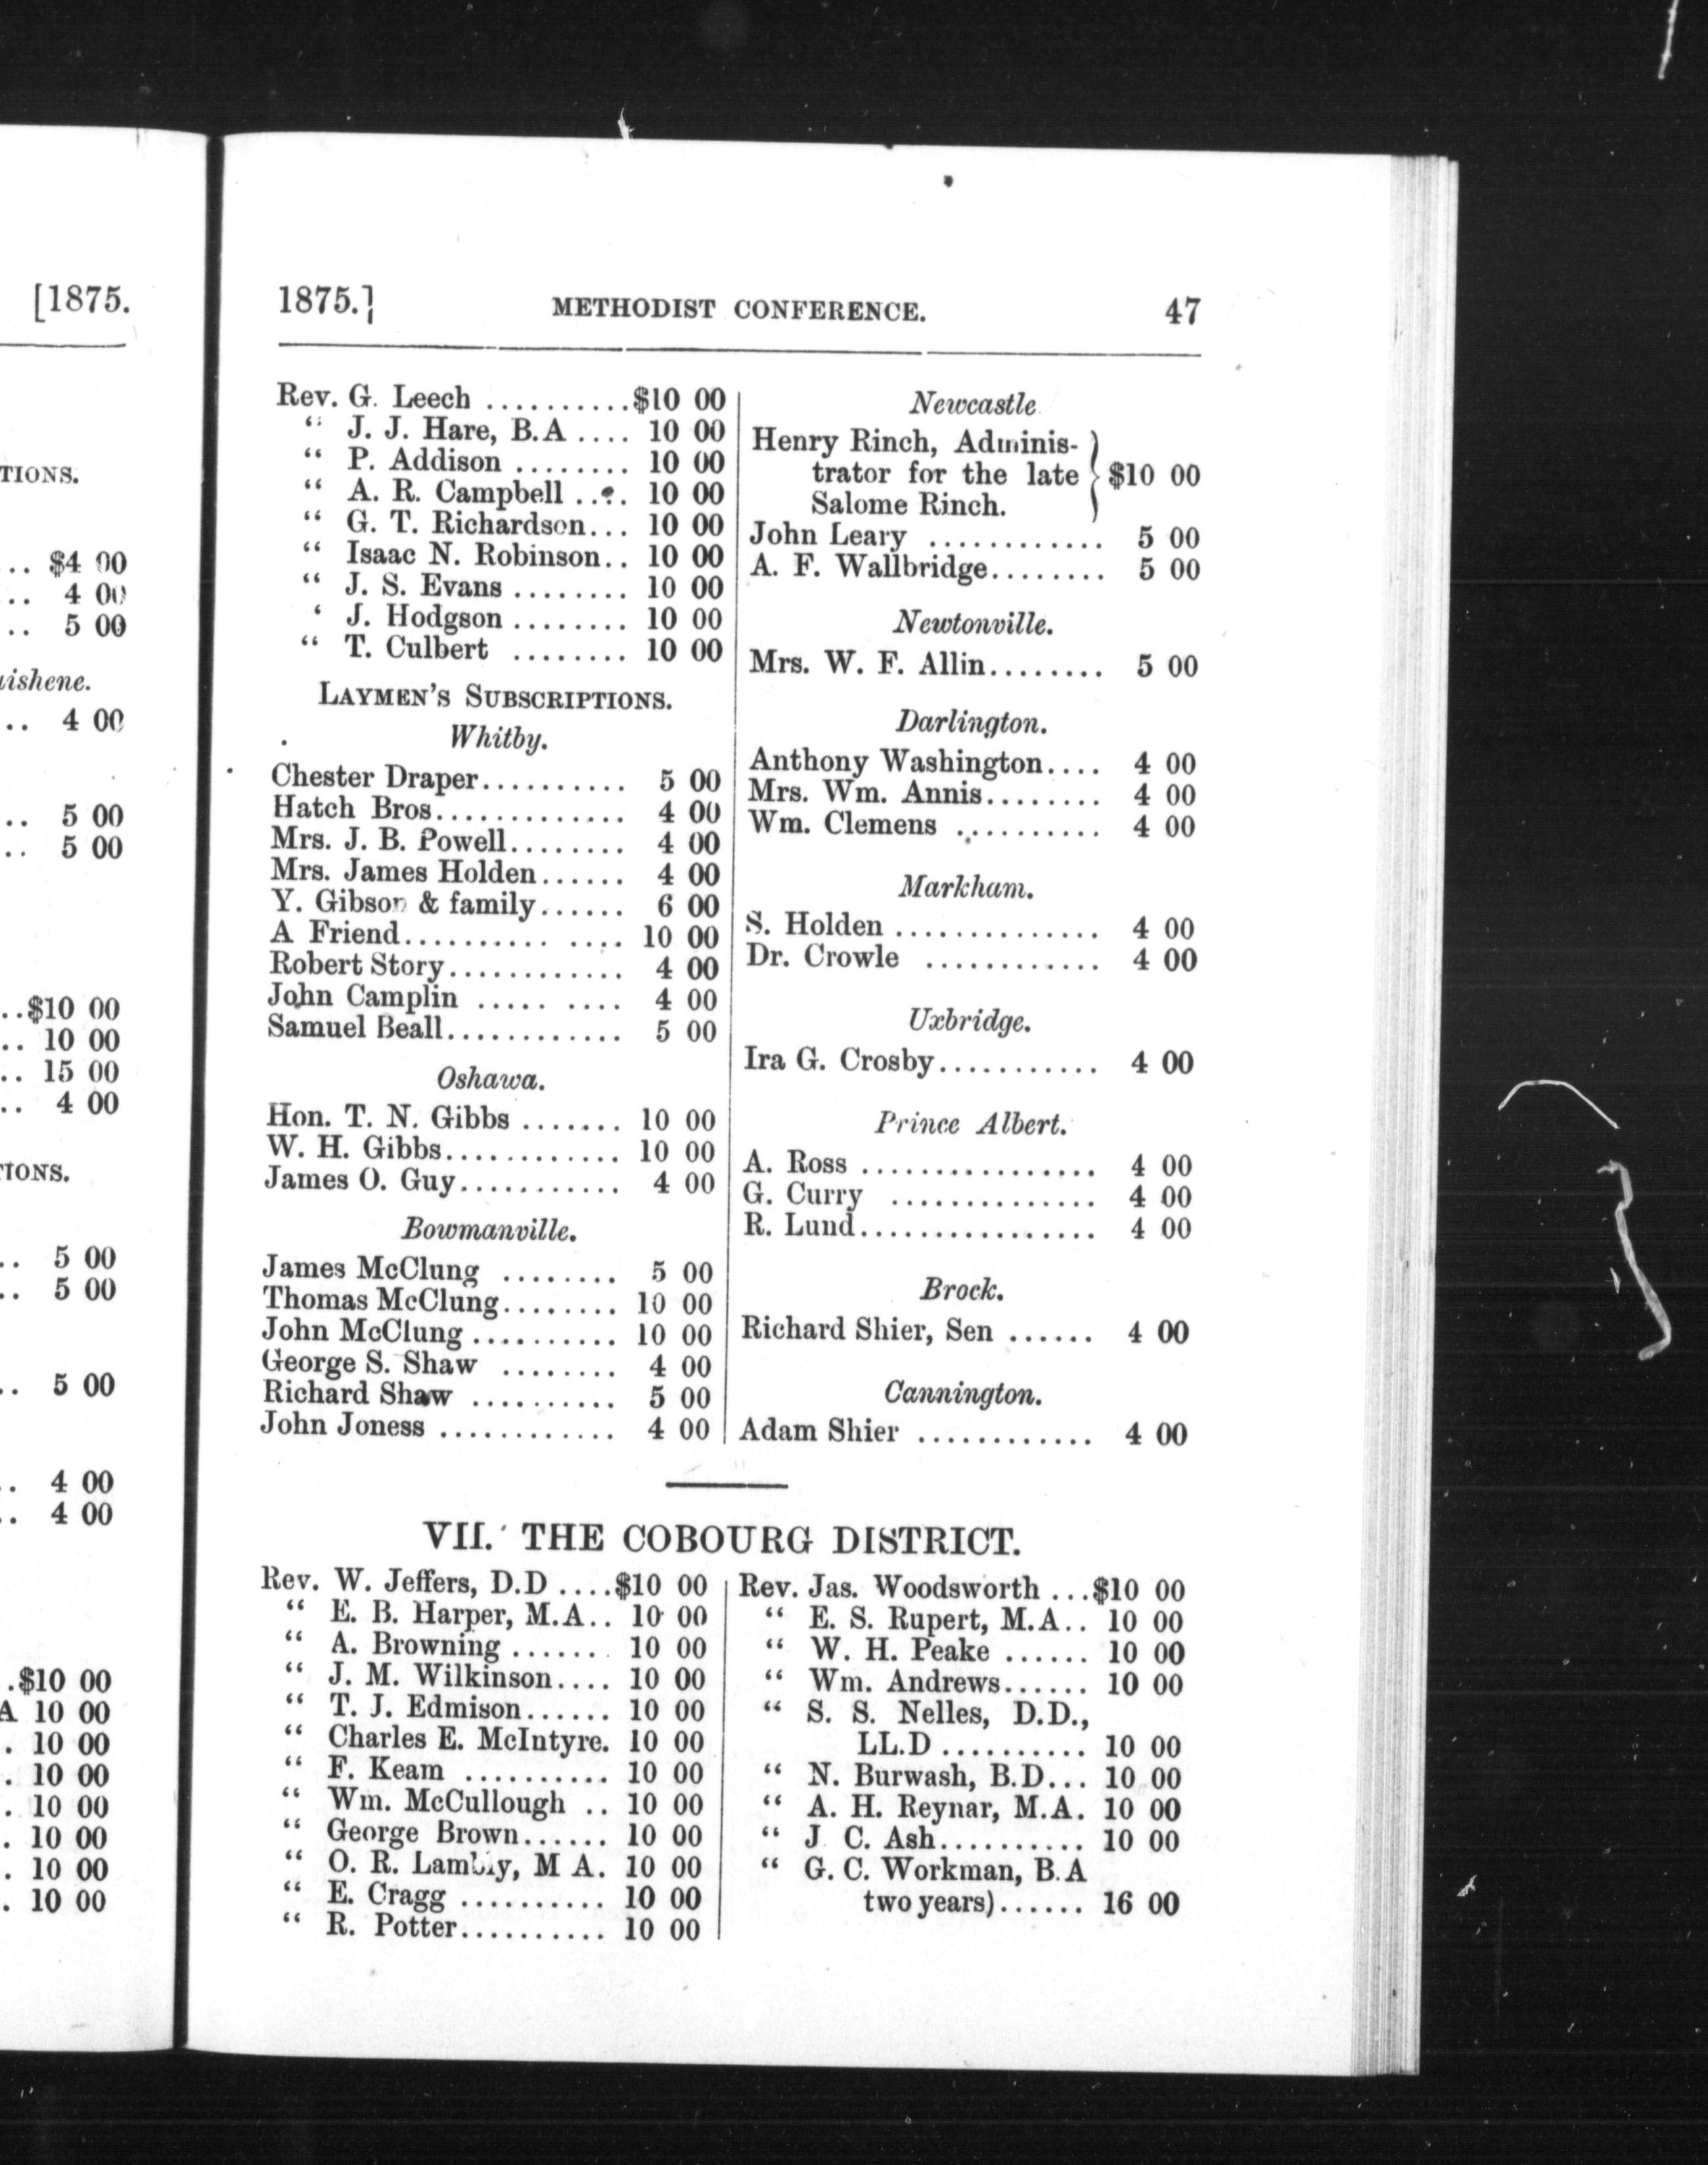 [1875.
TIONS.
.. $4 00
.. 4 00
.. 5 00
ishene.
.. 4 00
.. 5 00
.. 5 00
..$10 00
.. 10 00
.. 15 00
.. 4 00
TIONS.
.. 5 00
.. 5 00
.. 5 00
.. 4 00
.. 4 00
.$10 00
A 10 00
. 10 00
. 10 00
. 10 00
. 10 00
. 10 00
. 10 00
1875.] METHODIST CONFERENCE. 47
Rev. G. Leech ..........$10 00
“ J. J. Hare, B.A .... 10 00
“ P. Addison ........ 10 00
“ A. R. Campbell .... 10 00
“ G. T. Richardson... 10 00
“ Isaac N. Robinson.. 10 00
“ J. S. Evans ........ 10 00
‘ J. Hodgson ........ 10 00
“ T. Culbert ........ 10 00
LAYMEN'S SUBSCRIPTIONS.
Whitby.
Chester Draper.......... 5 00
Hatch Bros............. 4 00
Mrs. J. B. Powell........ 4 00
Mrs. James Holden...... 4 00
Y. Gibson & family...... 6 00
A Friend.......... .... 10 00
Robert Story............ 4 00
John Camplin ..... .... 4 00
Samuel Beall............ 5 00
Oshawa.
Hon. T. N. Gibbs ....... 10 00
W. H. Gibbs............ 10 00
James O. Guy........... 4 00
Bowmanville.
James McClung ........ 5 00
Thomas McClung........ 10 00
John McClung .......... 10 00
George S. Shaw ........ 4 00
Richard Shaw .......... 5 00
John Joness ............ 4 00
Newcastle
Henry Rinch, Adminis-
trator for the late } $10 00
Salome Rinch.
John Leary ............ 5 00
A. F. Wallbridge........ 5 00
Newtonville.
Mrs. W. F. Allin........ 5 00
Darlington.
Anthony Washington.... 4 00
Mrs. Wm. Annis........ 4 00
Wm. Clemens .......... 4 00
Markham.
S. Holden .............. 4 00
Dr. Crowle ............ 4 00
Uxbridge.
Ira G. Crosby........... 4 00
Prince Albert.
A. Ross ................ 4 00
G. Curry .............. 4 00
R. Lund................ 4 00
Brock.
Richard Shier, Sen ...... 4 00
Cannington.
Adam Shier ............ 4 00
VII. THE COBOURG DISTRICT.
Rev. W. Jeffers, D.D ....$10 00
“ E. B. Harper, M.A.. 10 00
“ A. Browning ....... 10 00
“ J. M. Wilkinson.... 10 00
“ T. J. Edmison...... 10 00
“ Charles E. McIntyre. 10 00
“ F. Keam .......... 10 00
“ Wm. McCullough .. 10 00
“ George Brown...... 10 00
“ O. R. Lambly, M A. 10 00
“ E. Cragg .......... 10 00
“ R. Potter.......... 10 00
Rev. Jas. Woodsworth ...$10 00
“ E. S. Rupert, M.A.. 10 00
“ W. H. Peake ...... 10 00
“ Wm. Andrews...... 10 00
“ S. S. Nelles, D.D.,
LL.D .......... 10 00
“ N. Burwash, B.D... 10 00
“ A. H. Reynar, M.A. 10 00
“ J C. Ash.......... 10 00
“ G. C. Workman, B.A
two years)...... 16 00